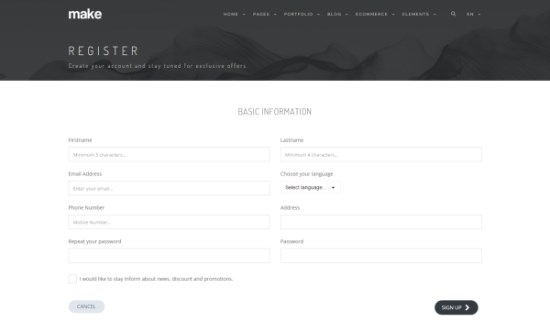 make
HOME PAGES PORTFOLIO BLOG ECOMMERCE ELEMENTS EN
REGISTER
Create your account and stay tuned for exclusive offers
BASIC INFORMATION
Firstname Lastname
Minimum 3 characters... Minimum 4 characters...
Email Address Choose your language
Enter your email... Select language...
Phone Number Address
Mobile Number...
Repeat your password Password
I would like to stay inform about news, discount and promotions.
CANCEL SIGN UP